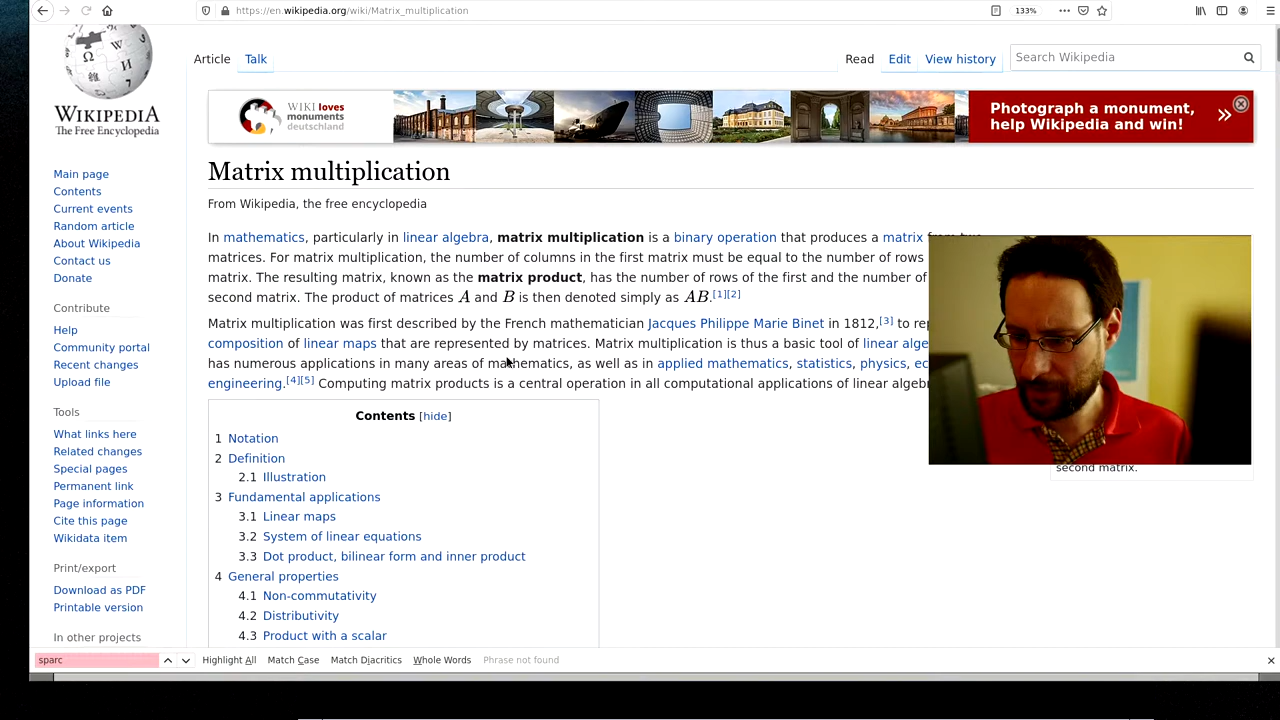 https://en.wikipedia.org/wiki/Matrix_multiplication
133%
WIKIPEDIA
The Free Encyclopedia
Article
Talk
Read
Edit
View history
Search Wikipedia
WIKI loves
monuments
deutschland
Photograph a monument,
help Wikipedia and win!
Matrix multiplication
From Wikipedia, the free encyclopedia
Main page
Contents
Current events
Random article
About Wikipedia
Contact us
Donate
Contribute
Help
Community portal
Recent changes
Upload file
Tools
What links here
Related changes
Special pages
Permanent link
Page information
Cite this page
Wikidata item
Print/export
Download as PDF
Printable version
In other projects
In mathematics, particularly in linear algebra, matrix multiplication is a binary operation that produces a matrix from two
matrices. For matrix multiplication, the number of columns in the first matrix must be equal to the number of rows
matrix. The resulting matrix, known as the matrix product, has the number of rows of the first and the number of
second matrix. The product of matrices A and B is then denoted simply as AB.[1][2]
Matrix multiplication was first described by the French mathematician Jacques Philippe Marie Binet in 1812,[3] to rep
composition of linear maps that are represented by matrices. Matrix multiplication is thus a basic tool of linear alge
has numerous applications in many areas of mathematics, as well as in applied mathematics, statistics, physics, ec
engineering.[4][5] Computing matrix products is a central operation in all computational applications of linear algebr
second matrix.
Contents [hide]
1 Notation
2 Definition
2.1 Illustration
3 Fundamental applications
3.1 Linear maps
3.2 System of linear equations
3.3 Dot product, bilinear form and inner product
4 General properties
4.1 Non-commutativity
4.2 Distributivity
4.3 Product with a scalar
sparc
Highlight All
Match Case
Match Diacritics
Whole Words
Phrase not found